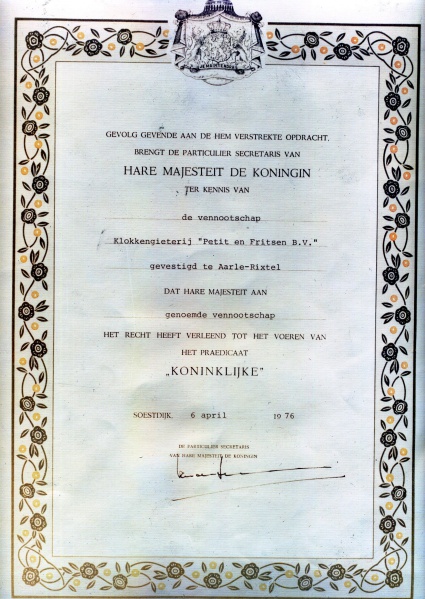 JE MAINTIENDRAI
GEVOLG GEVENDE AAN DE HEM VERSTREKTE OPDRACHT,
BRENGT DE PARTICULIER SECRETARIS VAN
HARE MAJESTEIT DE KONINGIN
TER KENNIS VAN
de vennootschap
Klokkengieterij "Petit en Fritsen B.V."
gevestigd te Aarle-Rixtel
DAT HARE MAJESTEIT AAN
genoemde vennootschap
HET RECHT HEEFT VERLEEND TOT HET VOEREN VAN
HET PRAEDICAAT
„KONINKLIJKE”
SOESTDIJK, 6 april 1976
DE PARTICULIER SECRETARIS
VAN HARE MAJESTEIT DE KONINGIN